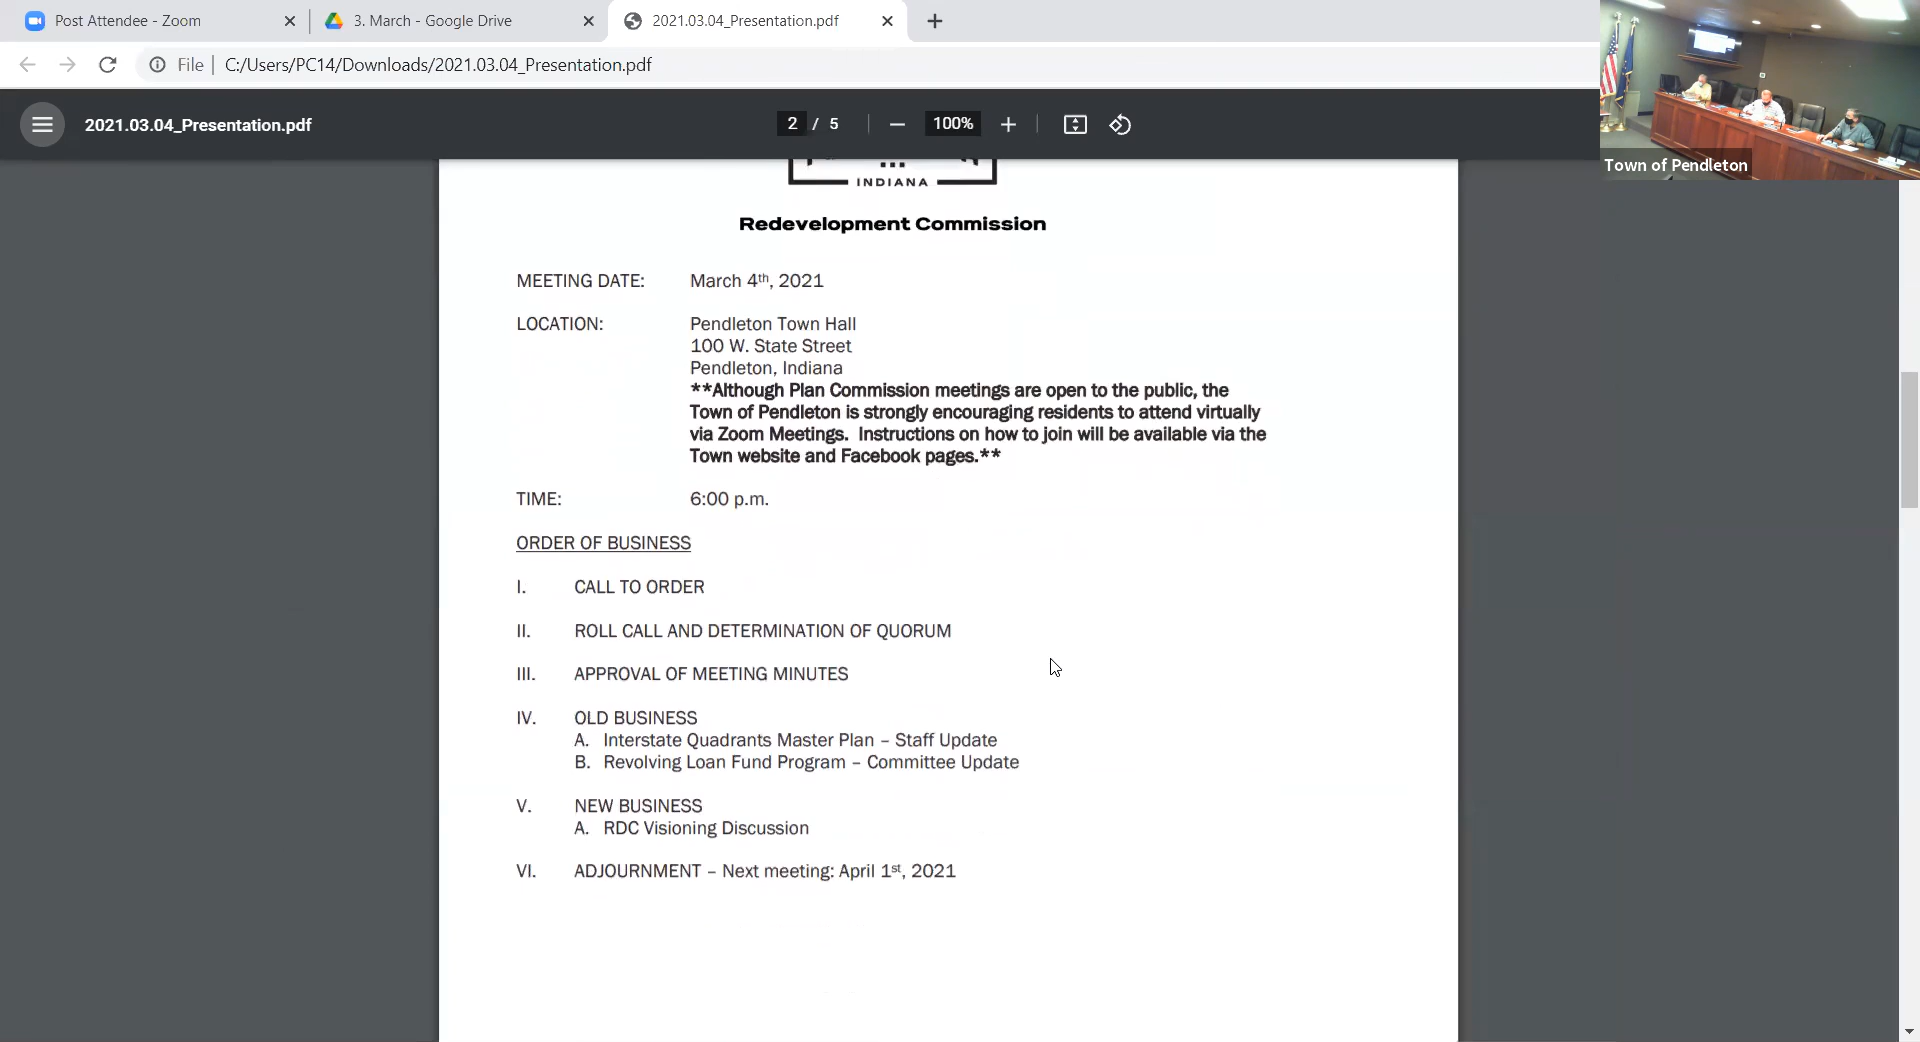 Post Attendee - Zoom
3. March - Google Drive
2021.03.04_Presentation.pdf
File
C:/Users/PC14/Downloads/2021.03.04_Presentation.pdf
2021.03.04_Presentation.pdf
2 / 5
100%
Town of Pendleton
INDIANA
Redevelopment Commission
MEETING DATE: March 4th, 2021
LOCATION: Pendleton Town Hall
100 W. State Street
Pendleton, Indiana
**Although Plan Commission meetings are open to the public, the
Town of Pendleton is strongly encouraging residents to attend virtually
via Zoom Meetings. Instructions on how to join will be available via the
Town website and Facebook pages.**
TIME: 6:00 p.m.
ORDER OF BUSINESS
I. CALL TO ORDER
II. ROLL CALL AND DETERMINATION OF QUORUM
III. APPROVAL OF MEETING MINUTES
IV. OLD BUSINESS
A. Interstate Quadrants Master Plan – Staff Update
B. Revolving Loan Fund Program – Committee Update
V. NEW BUSINESS
A. RDC Visioning Discussion
VI. ADJOURNMENT – Next meeting: April 1st, 2021